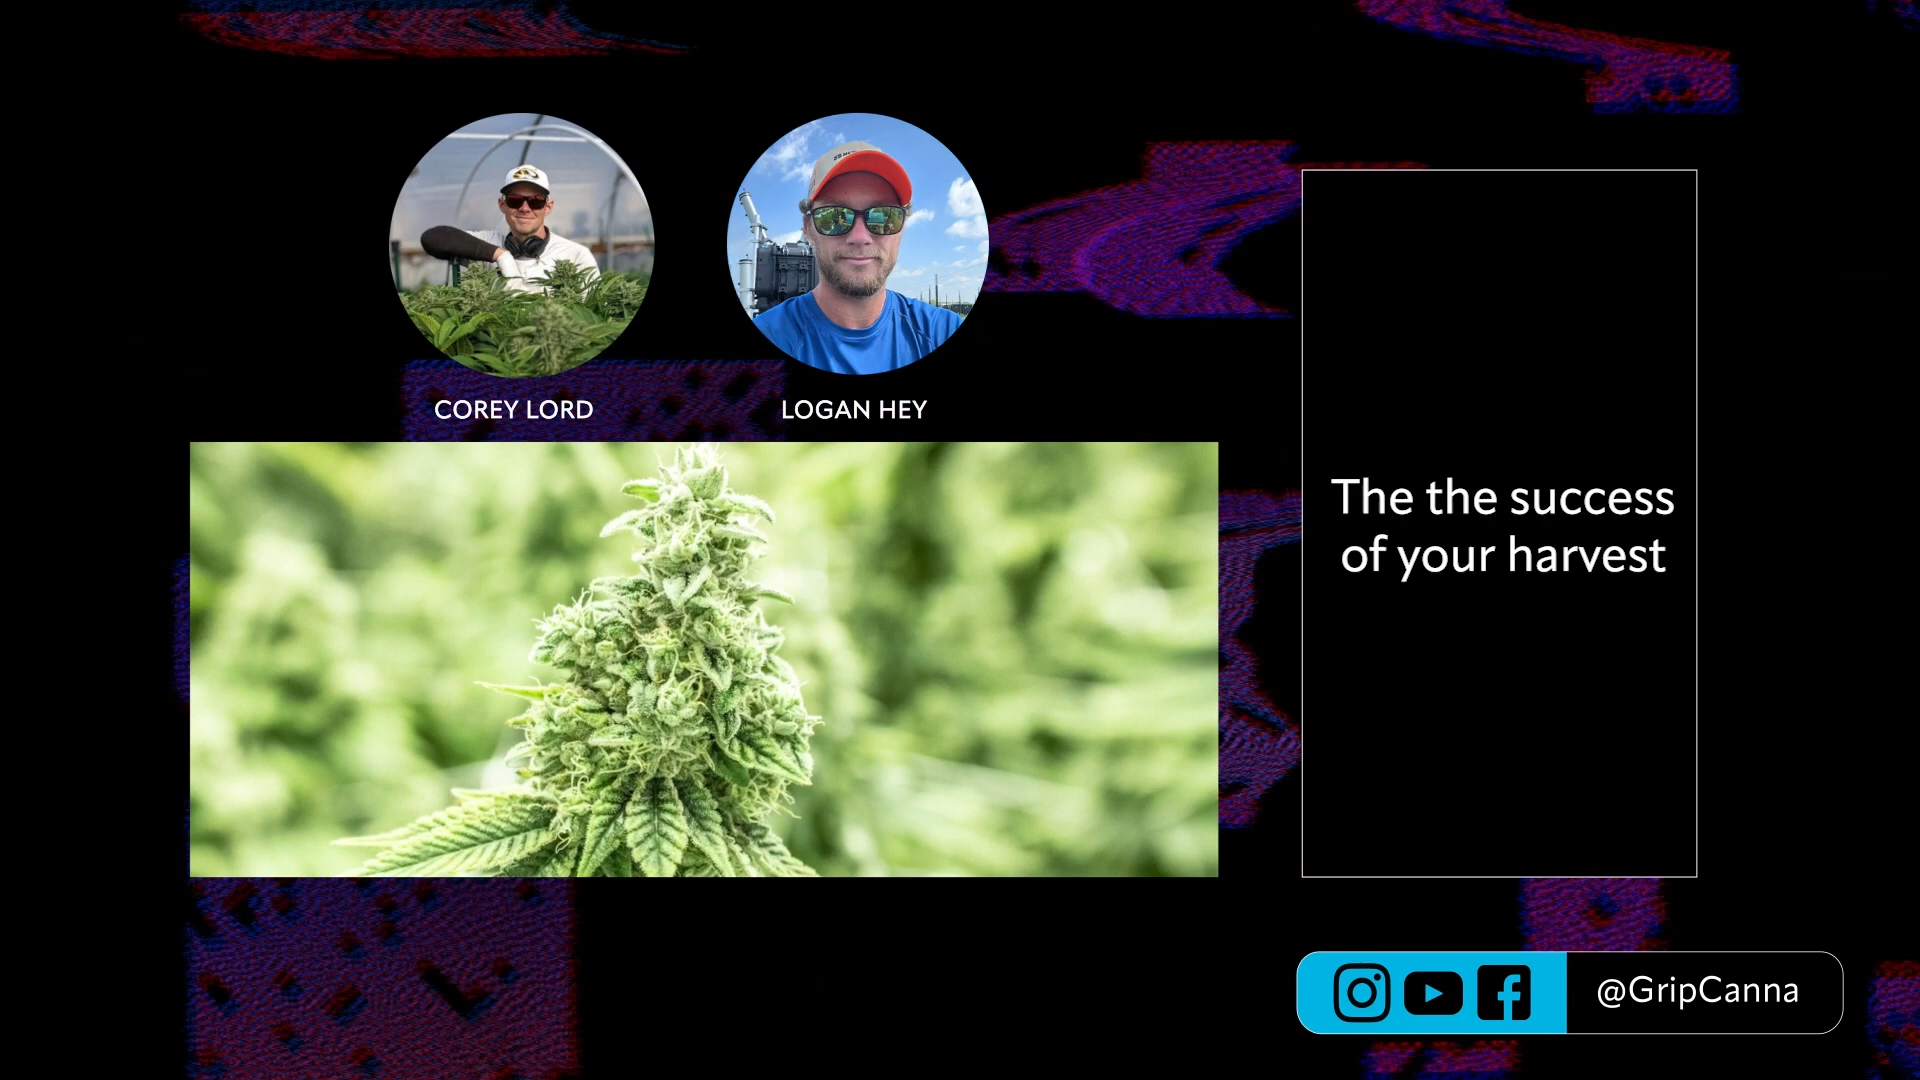 COREY LORD
LOGAN HEY
The the success
of your harvest
@GripCanna